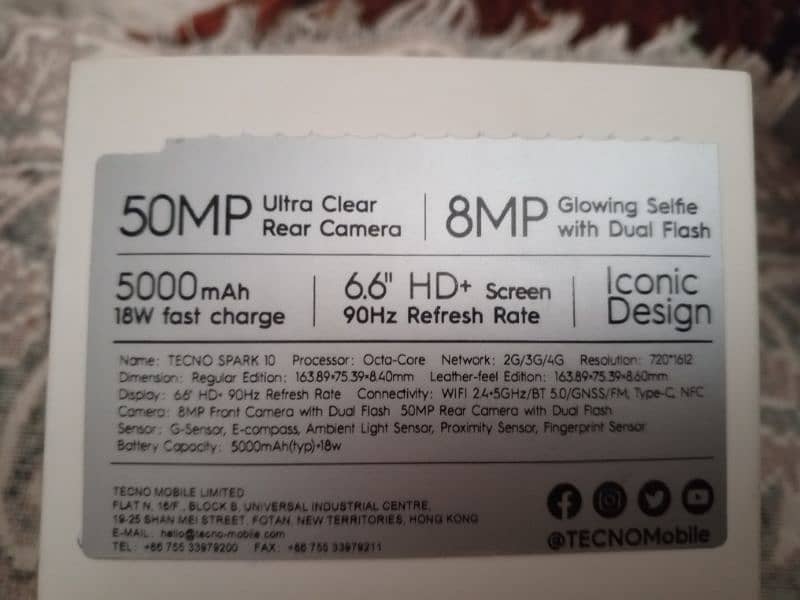 50MP Ultra Clear Rear Camera
8MP Glowing Selfie with Dual Flash
5000mAh 18W fast charge
6.6" HD+ Screen 90Hz Refresh Rate
Iconic Design
Name: TECNO SPARK 10 Processor: Octa-Core Network: 2G/3G/4G Resolution: 720*1612
Dimension: Regular Edition: 163.89*75.39*8.40mm Leather-feel Edition: 163.89*75.39*8.60mm
Display: 6.6" HD+ 90Hz Refresh Rate Connectivity: WIFI 2.4+5GHz/BT 5.0/GNSS/FM, Type-C, NFC
Camera: 8MP Front Camera with Dual Flash 50MP Rear Camera with Dual Flash
Sensor: G-Sensor, E-compass, Ambient Light Sensor, Proximity Sensor, Fingerprint Sensor
Battery Capacity: 5000mAh(typ)+18w
TECNO MOBILE LIMITED
FLAT N, 16/F., BLOCK B, UNIVERSAL INDUSTRIAL CENTRE,
19-25 SHAN MEI STREET, FOTAN, NEW TERRITORIES, HONG KONG
E-MAIL: hello@tecno-mobile.com
TEL: +86 755 33979200 FAX: +86 755 33979211
@TECNOMobile